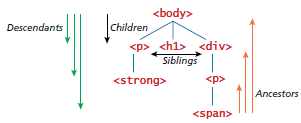 <body>
Descendants Children
<p> <h1> <div>
Siblings
<strong> <p>
Ancestors
<span>